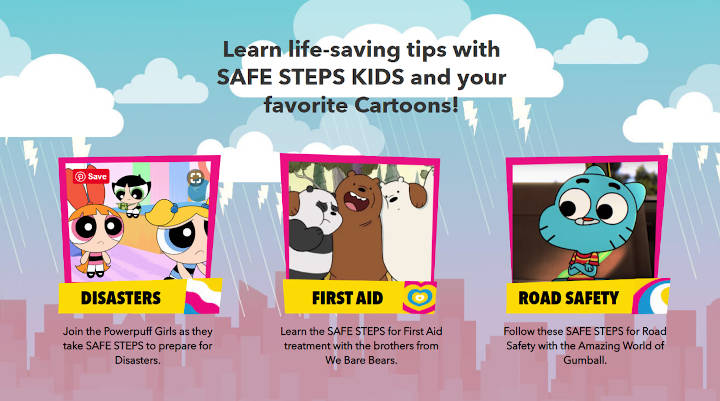 Learn life-saving tips with
SAFE STEPS KIDS and your
favorite Cartoons!
Save
DISASTERS
FIRST AID
ROAD SAFETY
Join the Powerpuff Girls as they
take SAFE STEPS to prepare for
Disasters.
Learn the SAFE STEPS for First Aid
treatment with the brothers from
We Bare Bears.
Follow these SAFE STEPS for Road
Safety with the Amazing World of
Gumball.